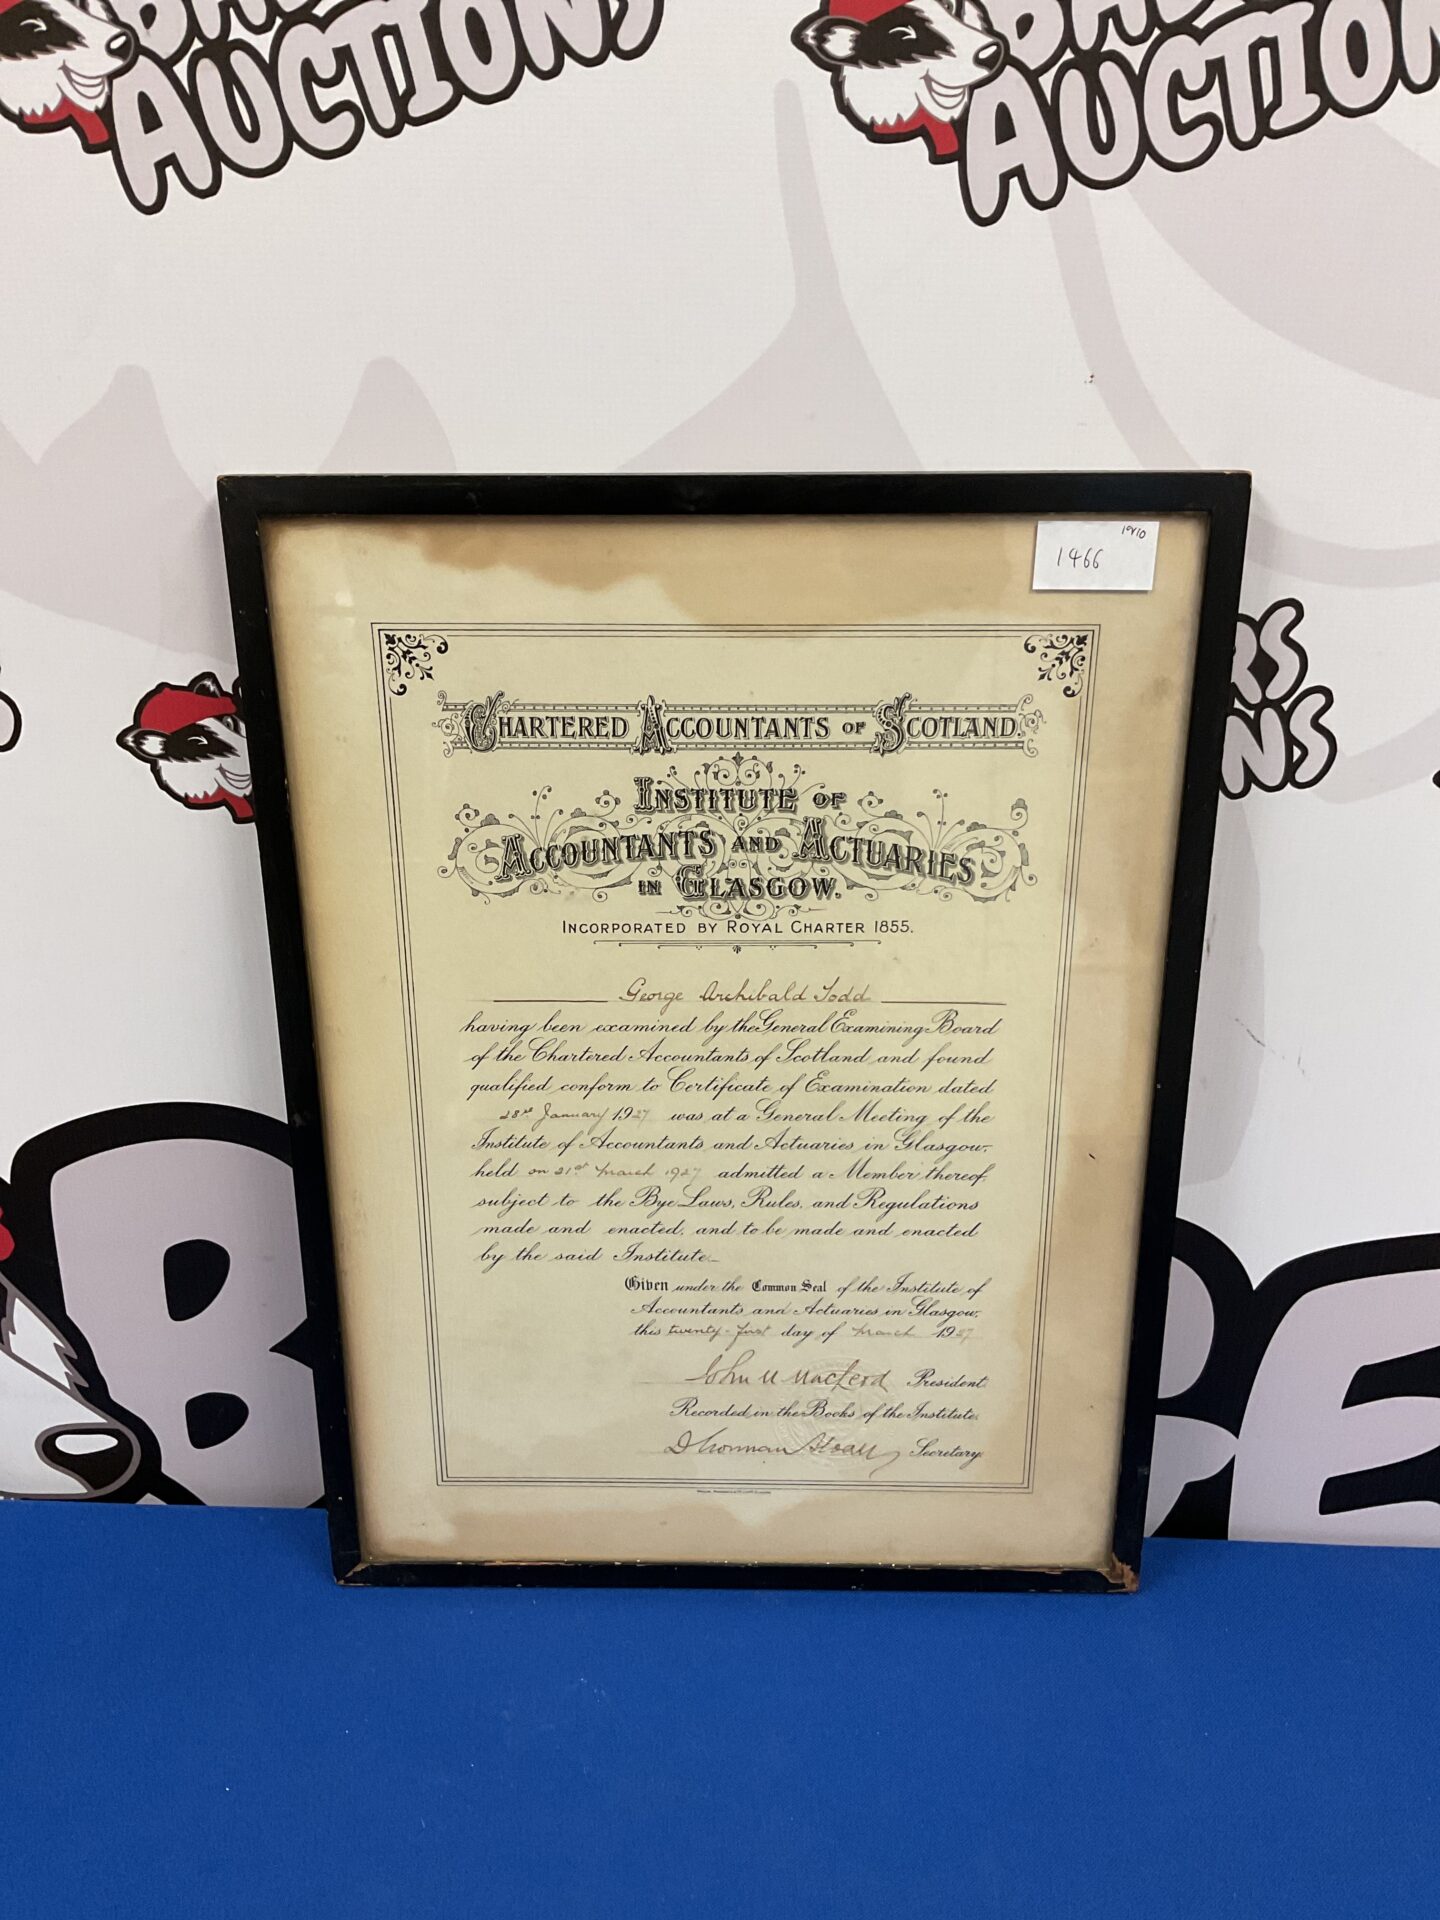 AUCTIONS
AUCTIONS
1910
1466
CHARTERED ACCOUNTANTS OF SCOTLAND.
INSTITUTE OF
ACCOUNTANTS AND ACTUARIES
IN GLASGOW.
INCORPORATED BY ROYAL CHARTER 1855.
George Archibald Todd
having been examined by the General Examining Board
of the Chartered Accountants of Scotland and found
qualified conform to Certificate of Examination dated
28th January 1927 was at a General Meeting of the
Institute of Accountants and Actuaries in Glasgow,
held on 21st March 1927 admitted a Member thereof,
subject to the Bye Laws, Rules, and Regulations
made and enacted, and to be made and enacted
by the said Institute.
Given under the Common Seal of the Institute of
Accountants and Actuaries in Glasgow,
this twenty-first day of March 1927
John M MacLeod President.
Recorded in the Books of the Institute.
D Norman Sloan Secretary.